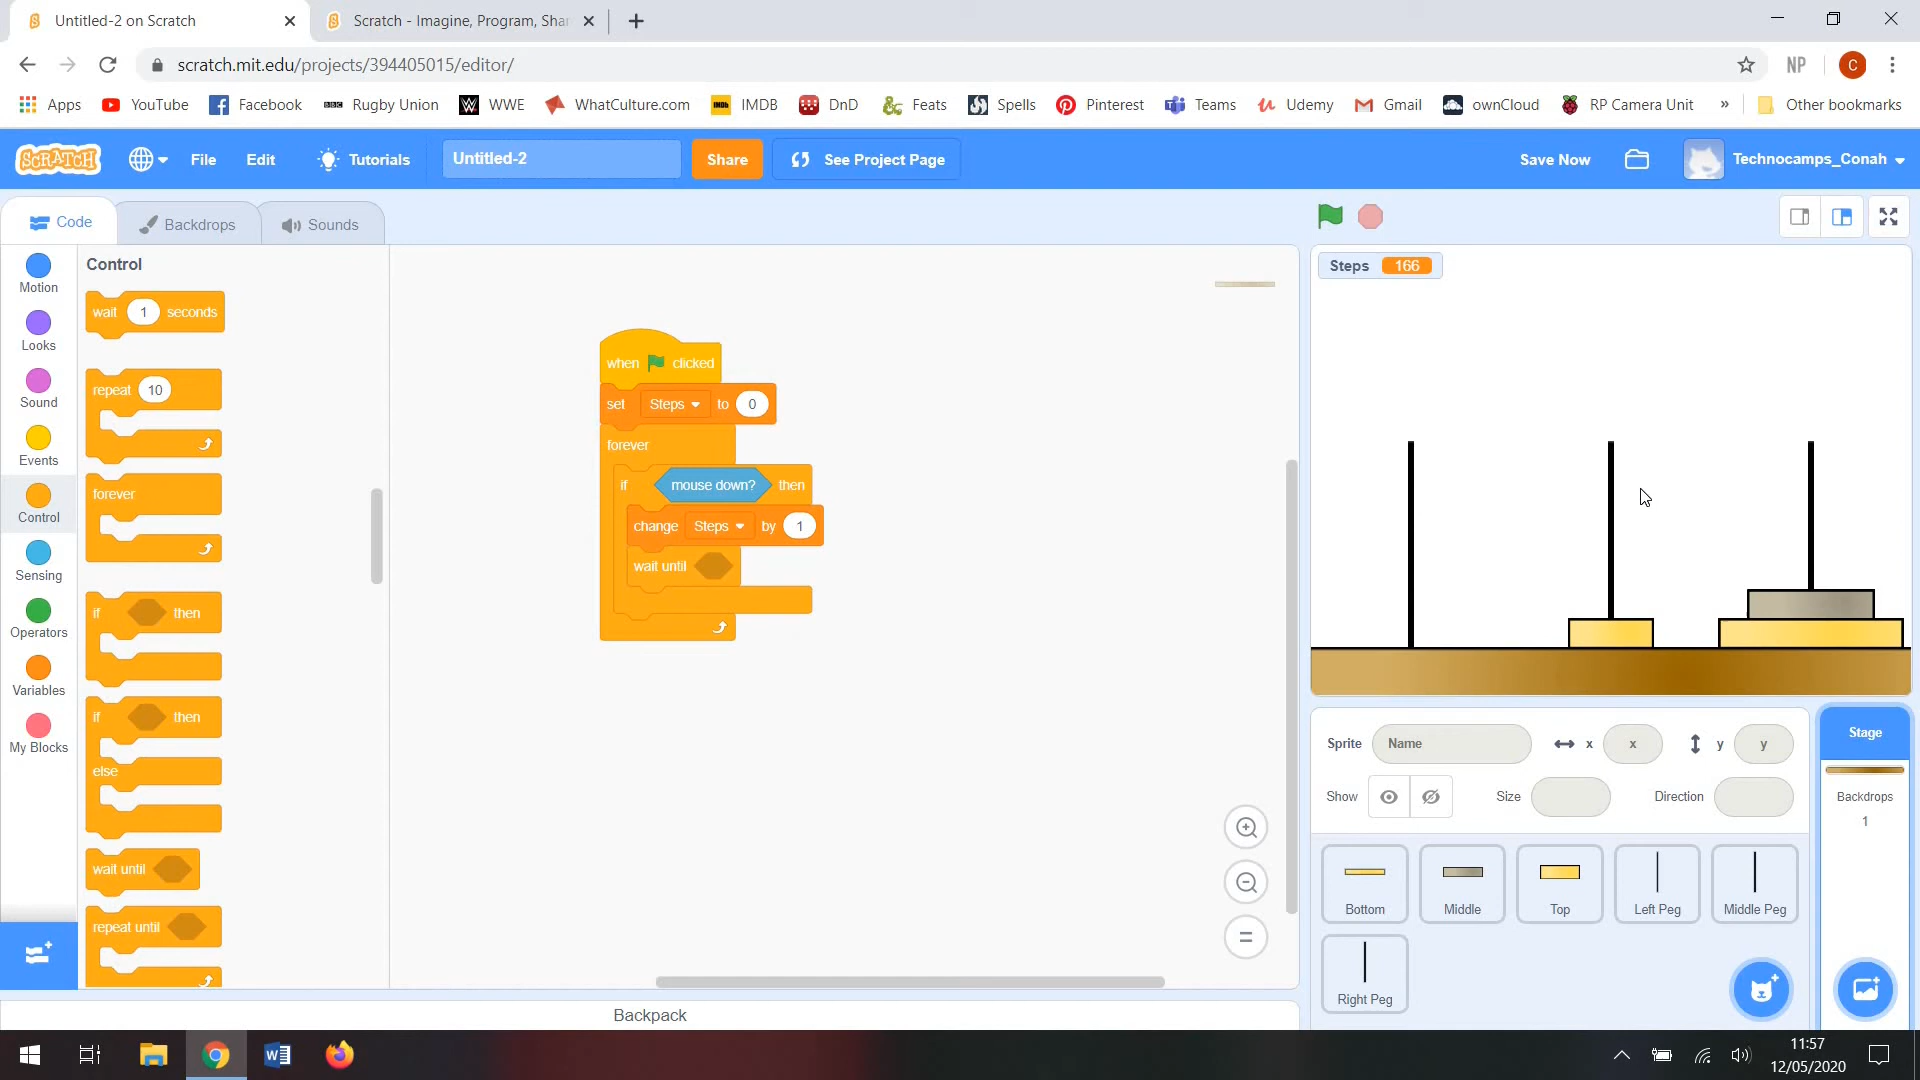 Untitled-2 on Scratch
Scratch - Imagine, Program, Shar
scratch.mit.edu/projects/394405015/editor/
NP
C
Apps
YouTube
Facebook
BBC
Rugby Union
WWE
WhatCulture.com
IMDb
IMDB
DnD
Feats
Spells
Pinterest
Teams
Udemy
Gmail
ownCloud
RP Camera Unit
»
Other bookmarks
SCRATCH
File
Edit
Tutorials
Untitled-2
Share
See Project Page
Save Now
Technocamps_Conah
Code
Backdrops
Sounds
Motion
Looks
Sound
Events
Control
Sensing
Operators
Variables
My Blocks
Control
wait 1 seconds
repeat 10
forever
if then
if then
else
wait until
repeat until
when clicked
set Steps to 0
forever
if mouse down? then
change Steps by 1
wait until
Backpack
Steps 166
Sprite Name x x y y
Show Size Direction
Bottom
Middle
Top
Left Peg
Middle Peg
Right Peg
Stage
Backdrops
1
11:57
12/05/2020